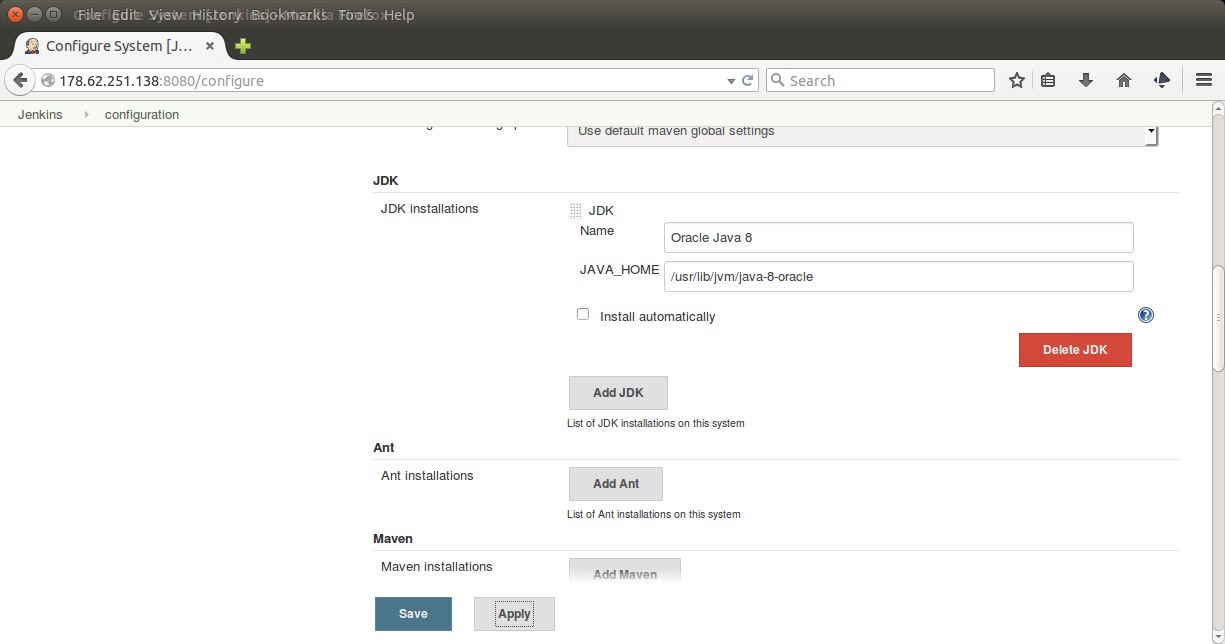 File Edit View History Bookmarks Tools Help
Configure System [J...
178.62.251.138:8080/configure
Search
Jenkins configuration
Use default maven global settings
JDK
JDK installations
JDK
Name
Oracle Java 8
JAVA_HOME
/usr/lib/jvm/java-8-oracle
Install automatically
?
Delete JDK
Add JDK
List of JDK installations on this system
Ant
Ant installations
Add Ant
List of Ant installations on this system
Maven
Maven installations
Add Maven
Save
Apply